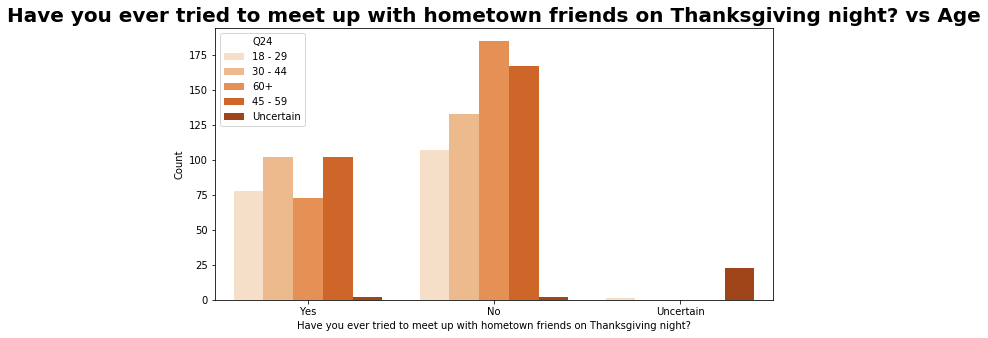 Have you ever tried to meet up with hometown friends on Thanksgiving night? vs Age
Q24
18 - 29
30 - 44
60+
45 - 59
Uncertain
175
150
125
100
75
50
25
0
Count
Yes
No
Uncertain
Have you ever tried to meet up with hometown friends on Thanksgiving night?